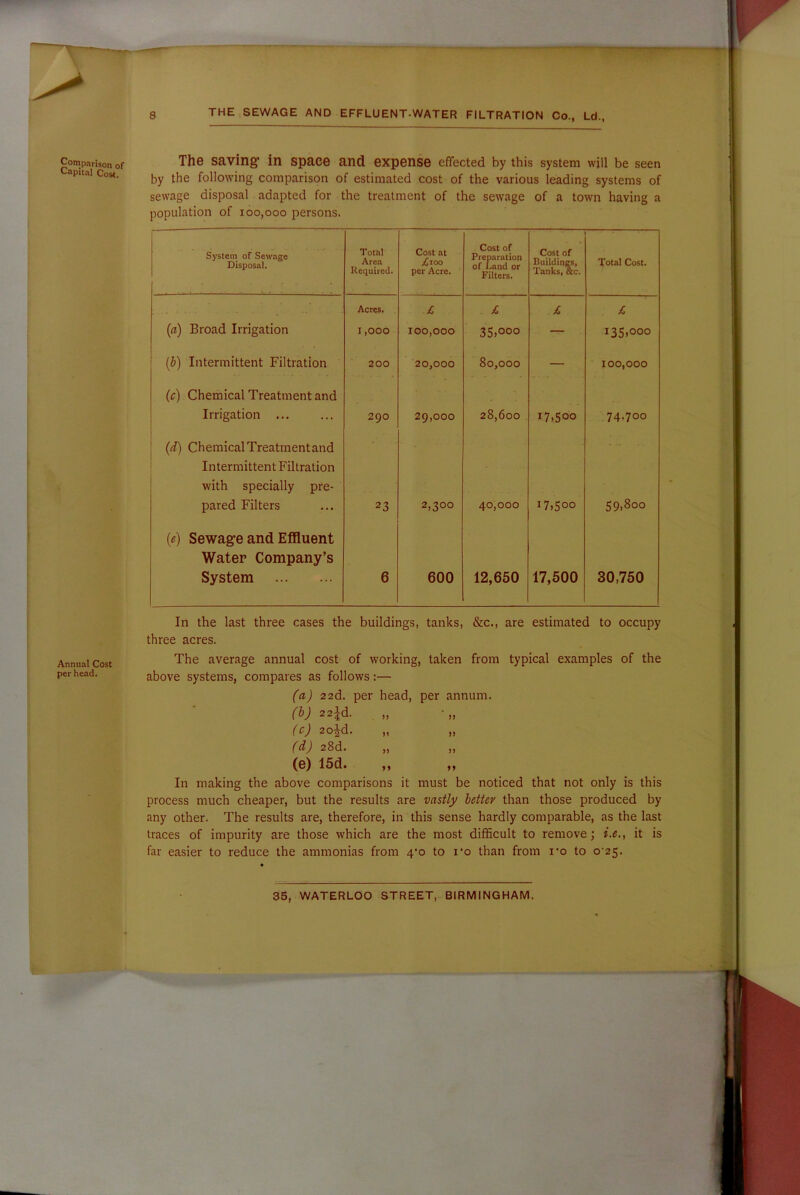 8 THE SEWAGE AND EFFLUENT-WATER FILTRATION Co., Ld.,
Comparison of
Capital Cost.
The saving in space and expense effected by this system will be seen
by the following comparison of estimated cost of the various leading systems of
sewage disposal adapted for the treatment of the sewage of a town having a
population of 100,000 persons.
System of Sewage Disposal. Total Area Required. Cost at £100 per Acre. Cost of Preparation of Land or Filters. Cost of Buildings, Tanks, &c. Total Cost.
Acres. £ £ £ £
(a) Broad Irrigation 1,000 100,000 35,000 — 135,000
(b) Intermittent Filtration 200 20,000 80,000 — 100,000
(c) Chemical Treatment and
Irrigation ... ... 290 29,000 28,600 17,500 74,700
(d) Chemical Treatment and
Intermittent Filtration
with specially pre-
pared Filters ... 23 2,300 40,000 17,500 59,800
(e) Sewage and Effluent
Water Company's
System ... ... 6 600 12,650 17,500 30,750
In the last three cases the buildings, tanks, &c., are estimated to occupy
three acres.
Annual Cost
per head.
The average annual cost of working, taken from typical examples of the
above systems, compares as follows:—
(a) 22d. per head, per annum.
(b) 22¼d. „ „
(c) 20½d. „ „
(d) 28d. „ „
(e) 15d. „ „
In making the above comparisons it must be noticed that not only is this
process much cheaper, but the results are vastly better than those produced by
any other. The results are, therefore, in this sense hardly comparable, as the last
traces of impurity are those which are the most difficult to remove; i.e., it is
far easier to reduce the ammonias from 4·0 to 1·0 than from 1·0 to 0·25.
35, WATERLOO STREET, BIRMINGHAM.